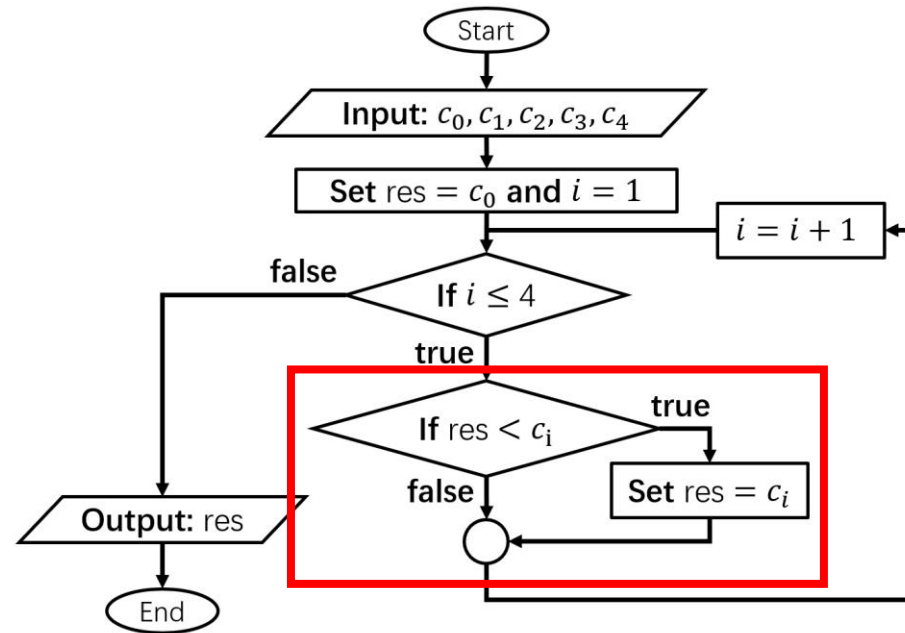 Start
Input: c₀, c₁, c₂, c₃, c₄
Set res = c₀ and i = 1
i = i + 1
false
If i ≤ 4
true
If res < cᵢ
true
false
Set res = cᵢ
Output: res
End